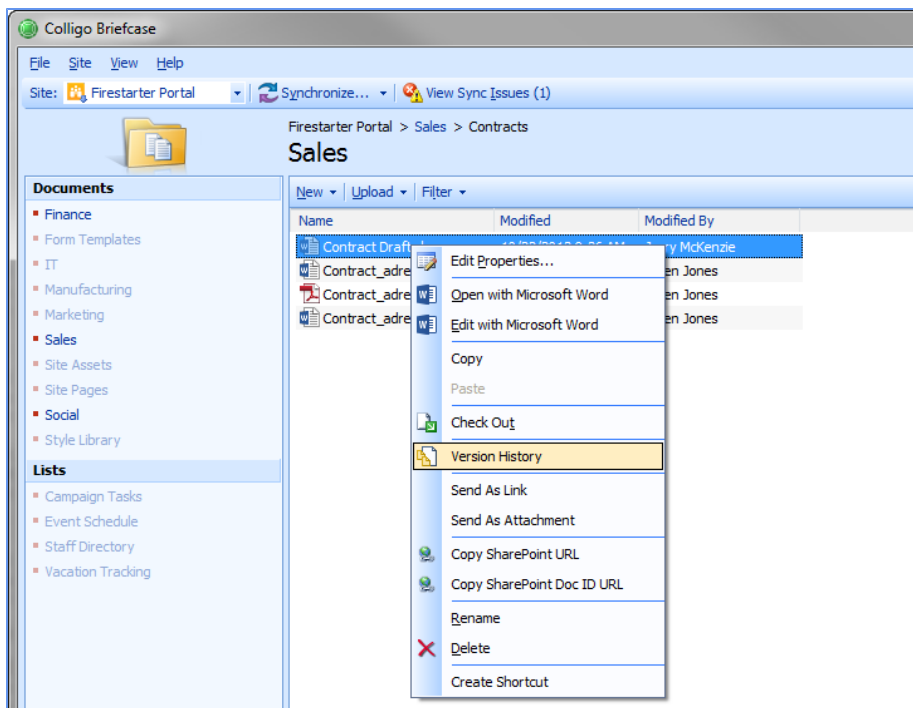 Colligo Briefcase
File Site View Help
Site: Firestarter Portal Synchronize... View Sync Issues (1)
Firestarter Portal > Sales > Contracts
Sales
Documents
New Upload Filter
Finance
Form Templates
IT
Manufacturing
Marketing
Sales
Site Assets
Site Pages
Social
Style Library
Lists
Campaign Tasks
Event Schedule
Staff Directory
Vacation Tracking
Name Modified Modified By
Contract Draft McKenzie
Contract_adre Jones
Contract_adre Jones
Contract_adre Jones
Edit Properties...
Open with Microsoft Word
Edit with Microsoft Word
Copy
Paste
Check Out
Version History
Send As Link
Send As Attachment
Copy SharePoint URL
Copy SharePoint Doc ID URL
Rename
Delete
Create Shortcut